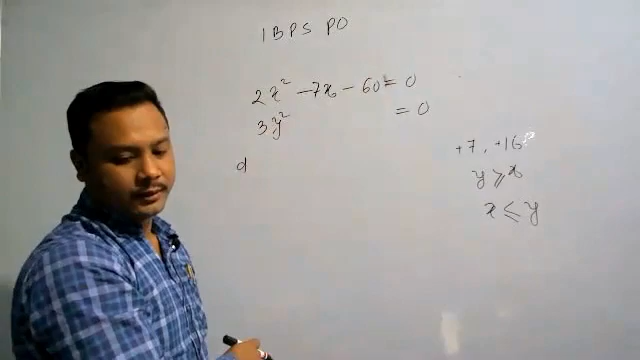 IBPS PO
2x² - 7x - 60 = 0
3y² = 0
d
+7, +16
y ⩾ x
x ≤ y